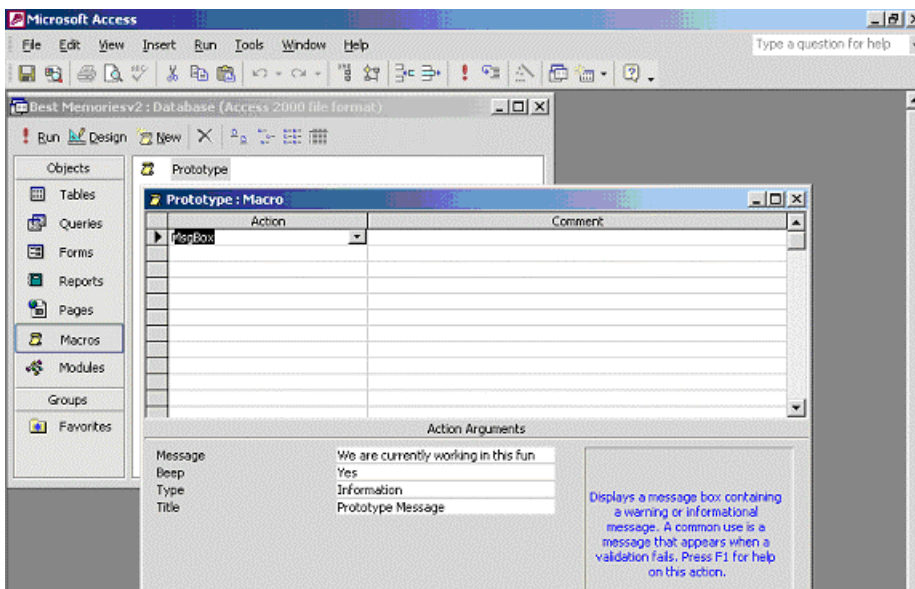 Microsoft Access
File Edit View Insert Run Tools Window Help
Type a question for help
Best Memoriesv2 : Database (Access 2000 file format)
Run Design New
Objects
Prototype
Tables
Queries
Forms
Reports
Pages
Macros
Modules
Groups
Favorites
Prototype : Macro
Action Comment
MsgBox
Action Arguments
Message We are currently working in this fun
Beep Yes
Type Information
Title Prototype Message
Displays a message box containing
a warning or informational
message. A common use is a
message that appears when a
validation fails. Press F1 for help
on this action.